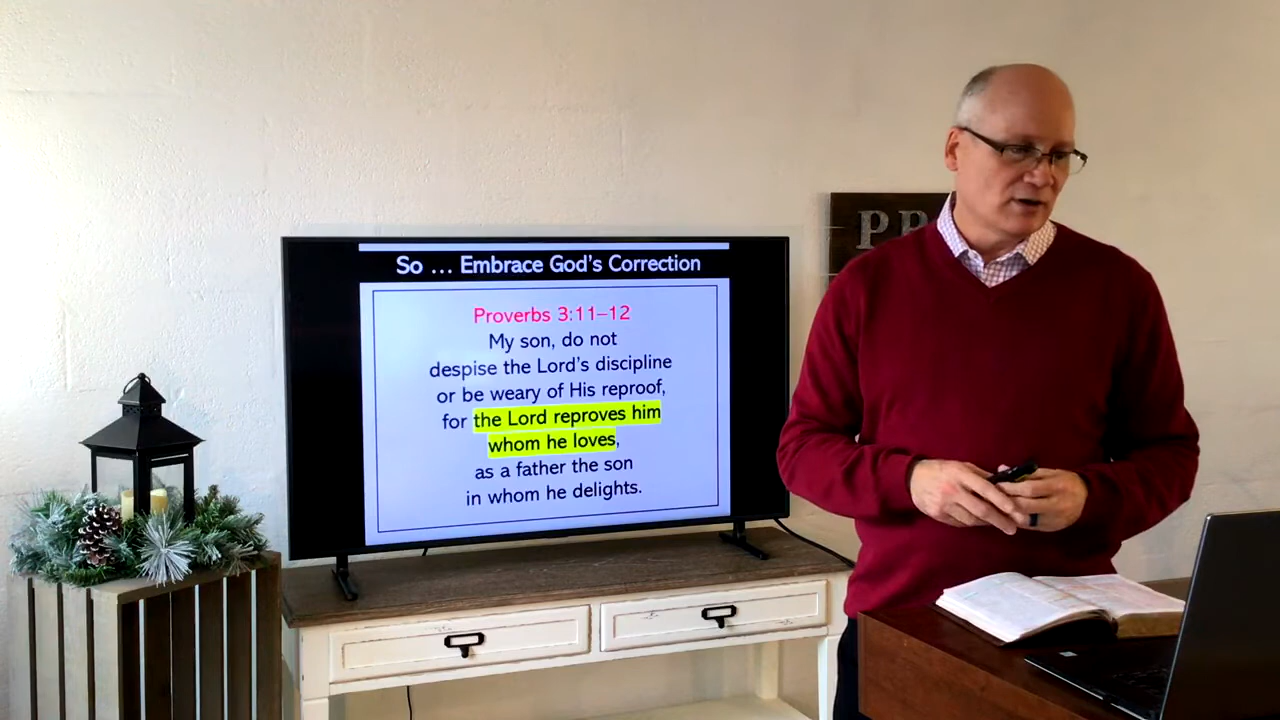 So … Embrace God's Correction
Proverbs 3:11–12
My son, do not
despise the Lord's discipline
or be weary of His reproof,
for the Lord reproves him
whom he loves,
as a father the son
in whom he delights.